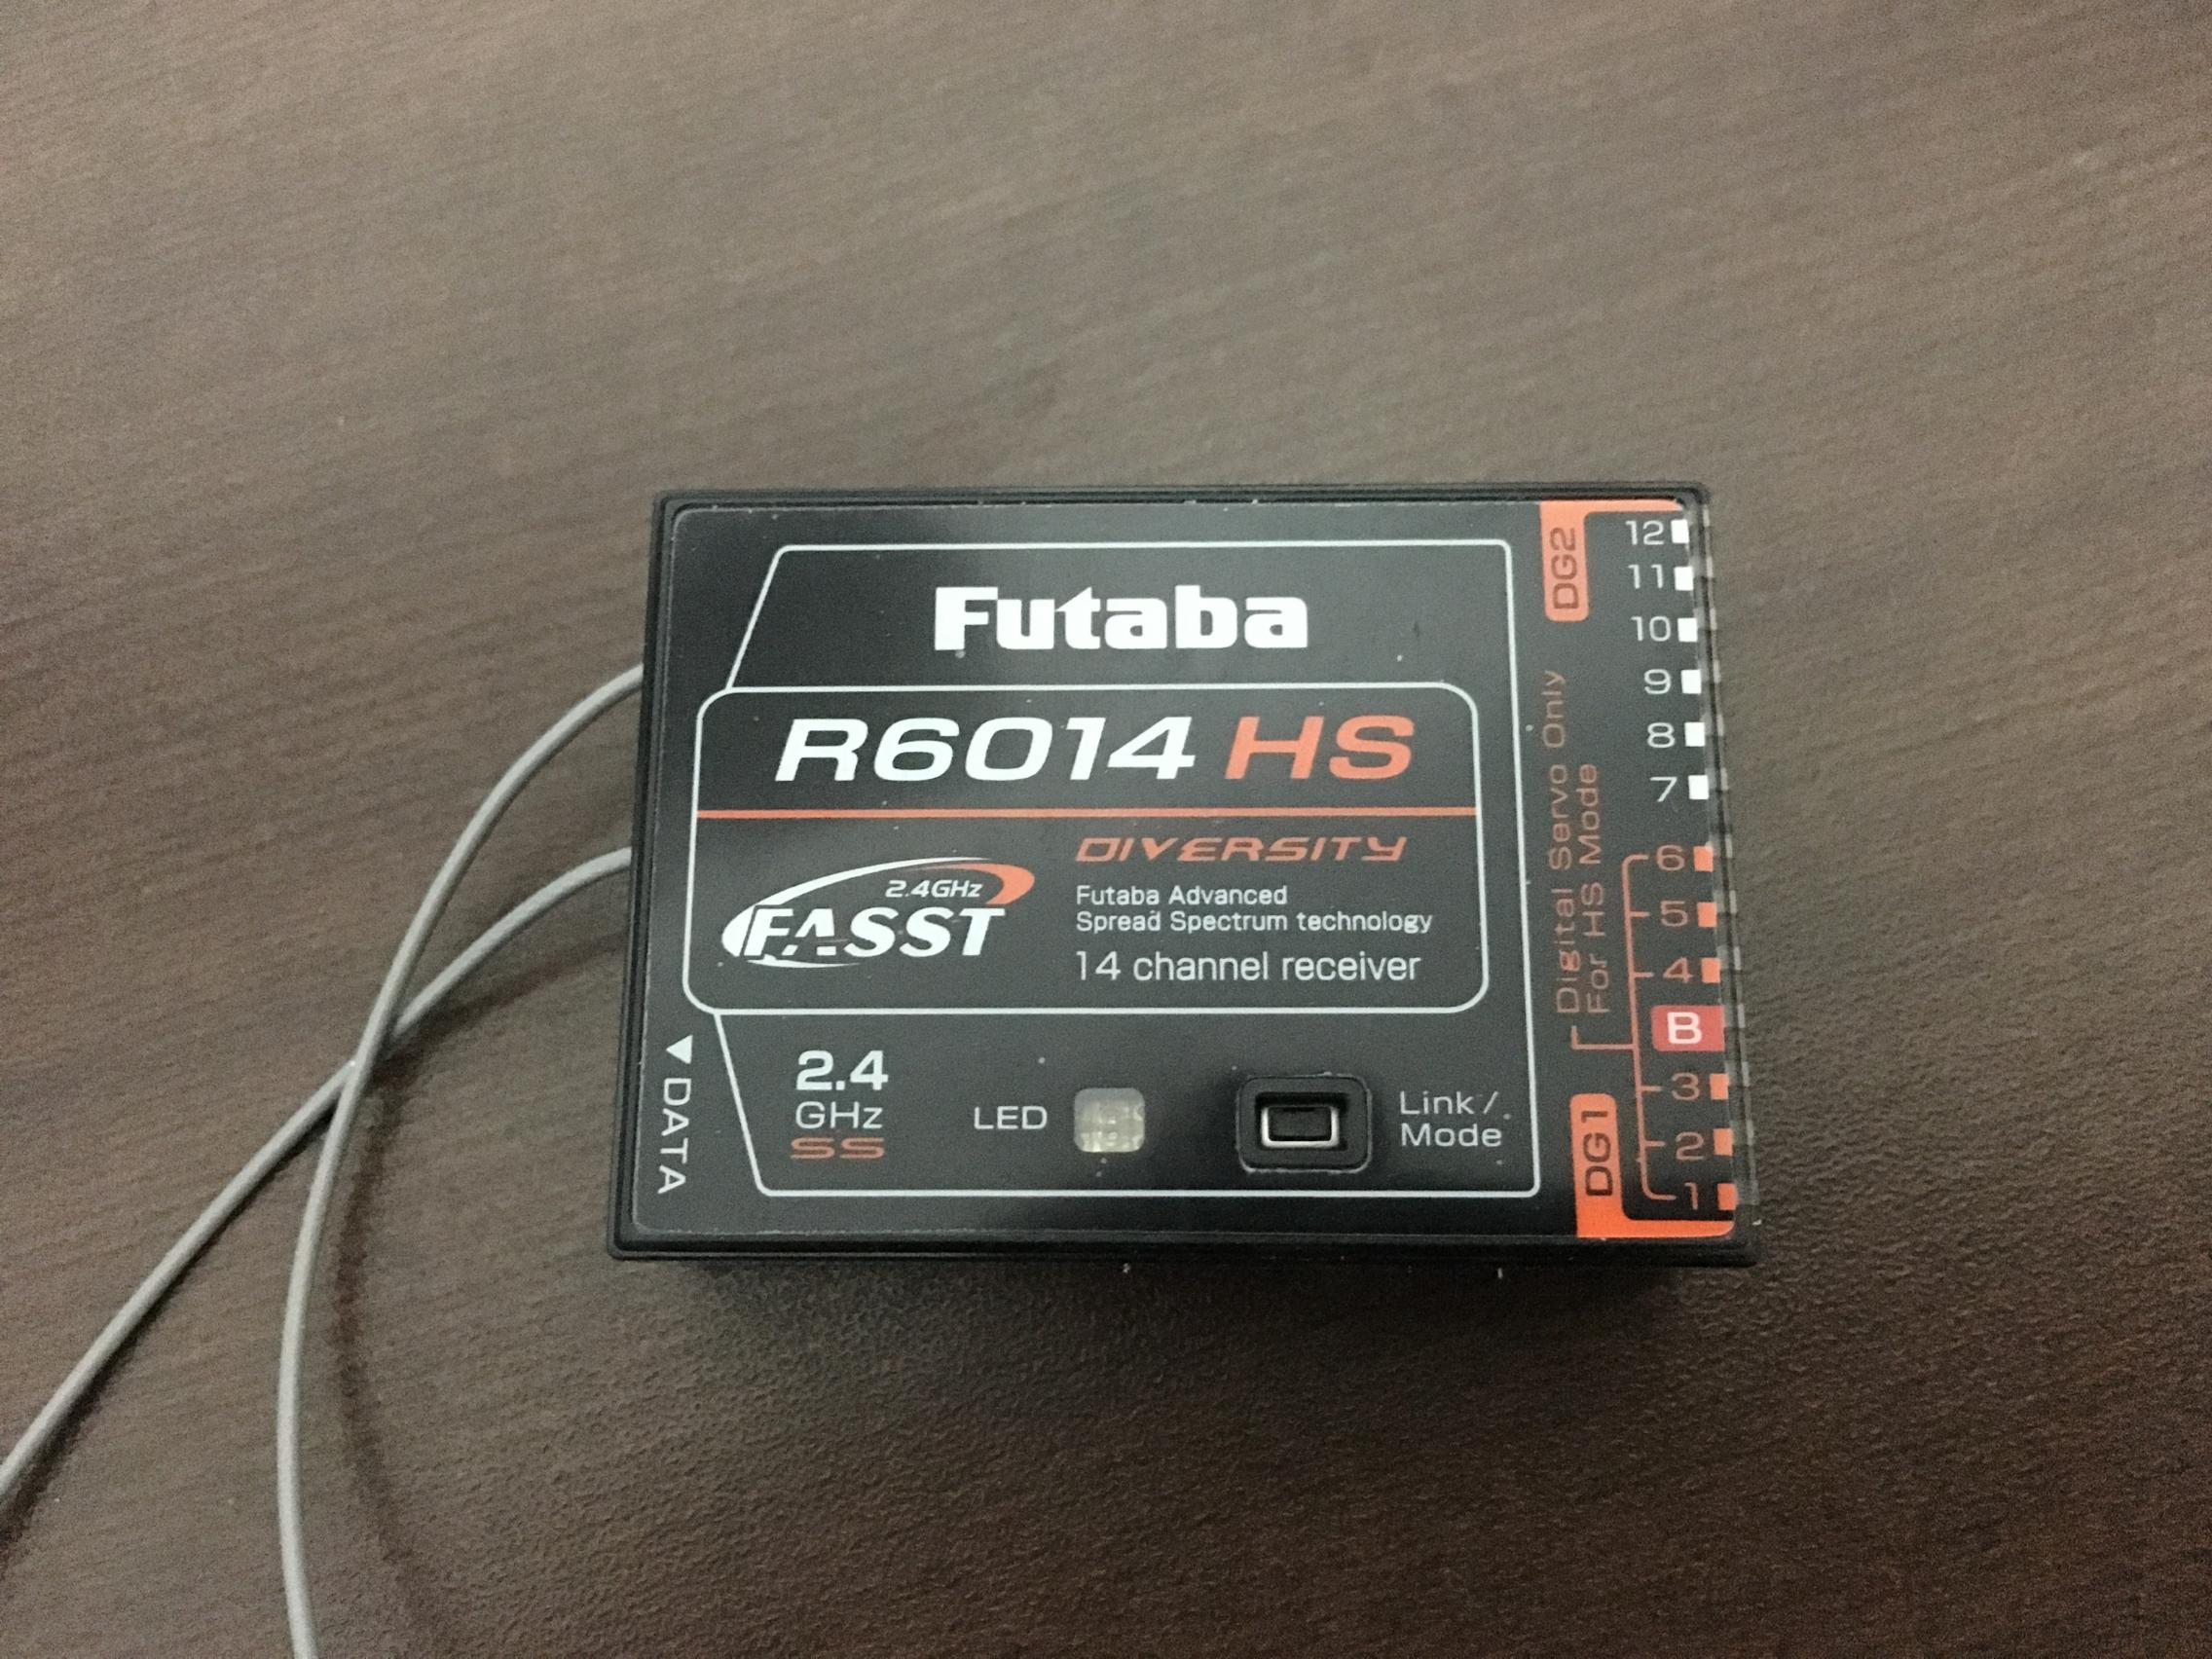 Futaba
R6014 HS
DIVERSITY
2.4GHz
FASST
Futaba Advanced
Spread Spectrum technology
14 channel receiver
▼DATA
2.4
GHz
SS
LED
Link/
Mode
Digital Servo Only
For HS Mode
DG2
12
11
10
9
8
7
6
5
4
B
3
2
1
DG1